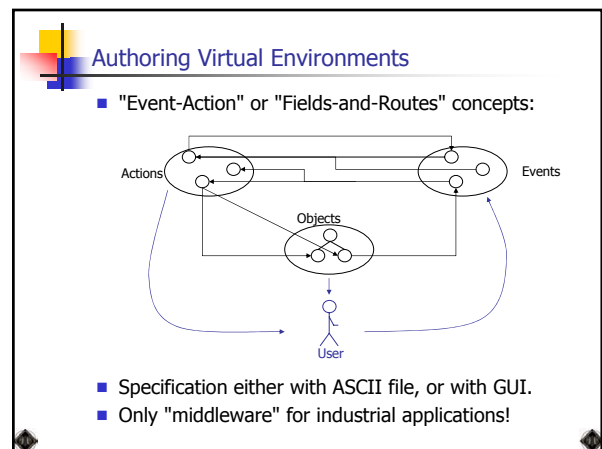 Authoring Virtual Environments
"Event-Action" or "Fields-and-Routes" concepts:
Actions
Events
Objects
User
Specification either with ASCII file, or with GUI.
Only "middleware" for industrial applications!